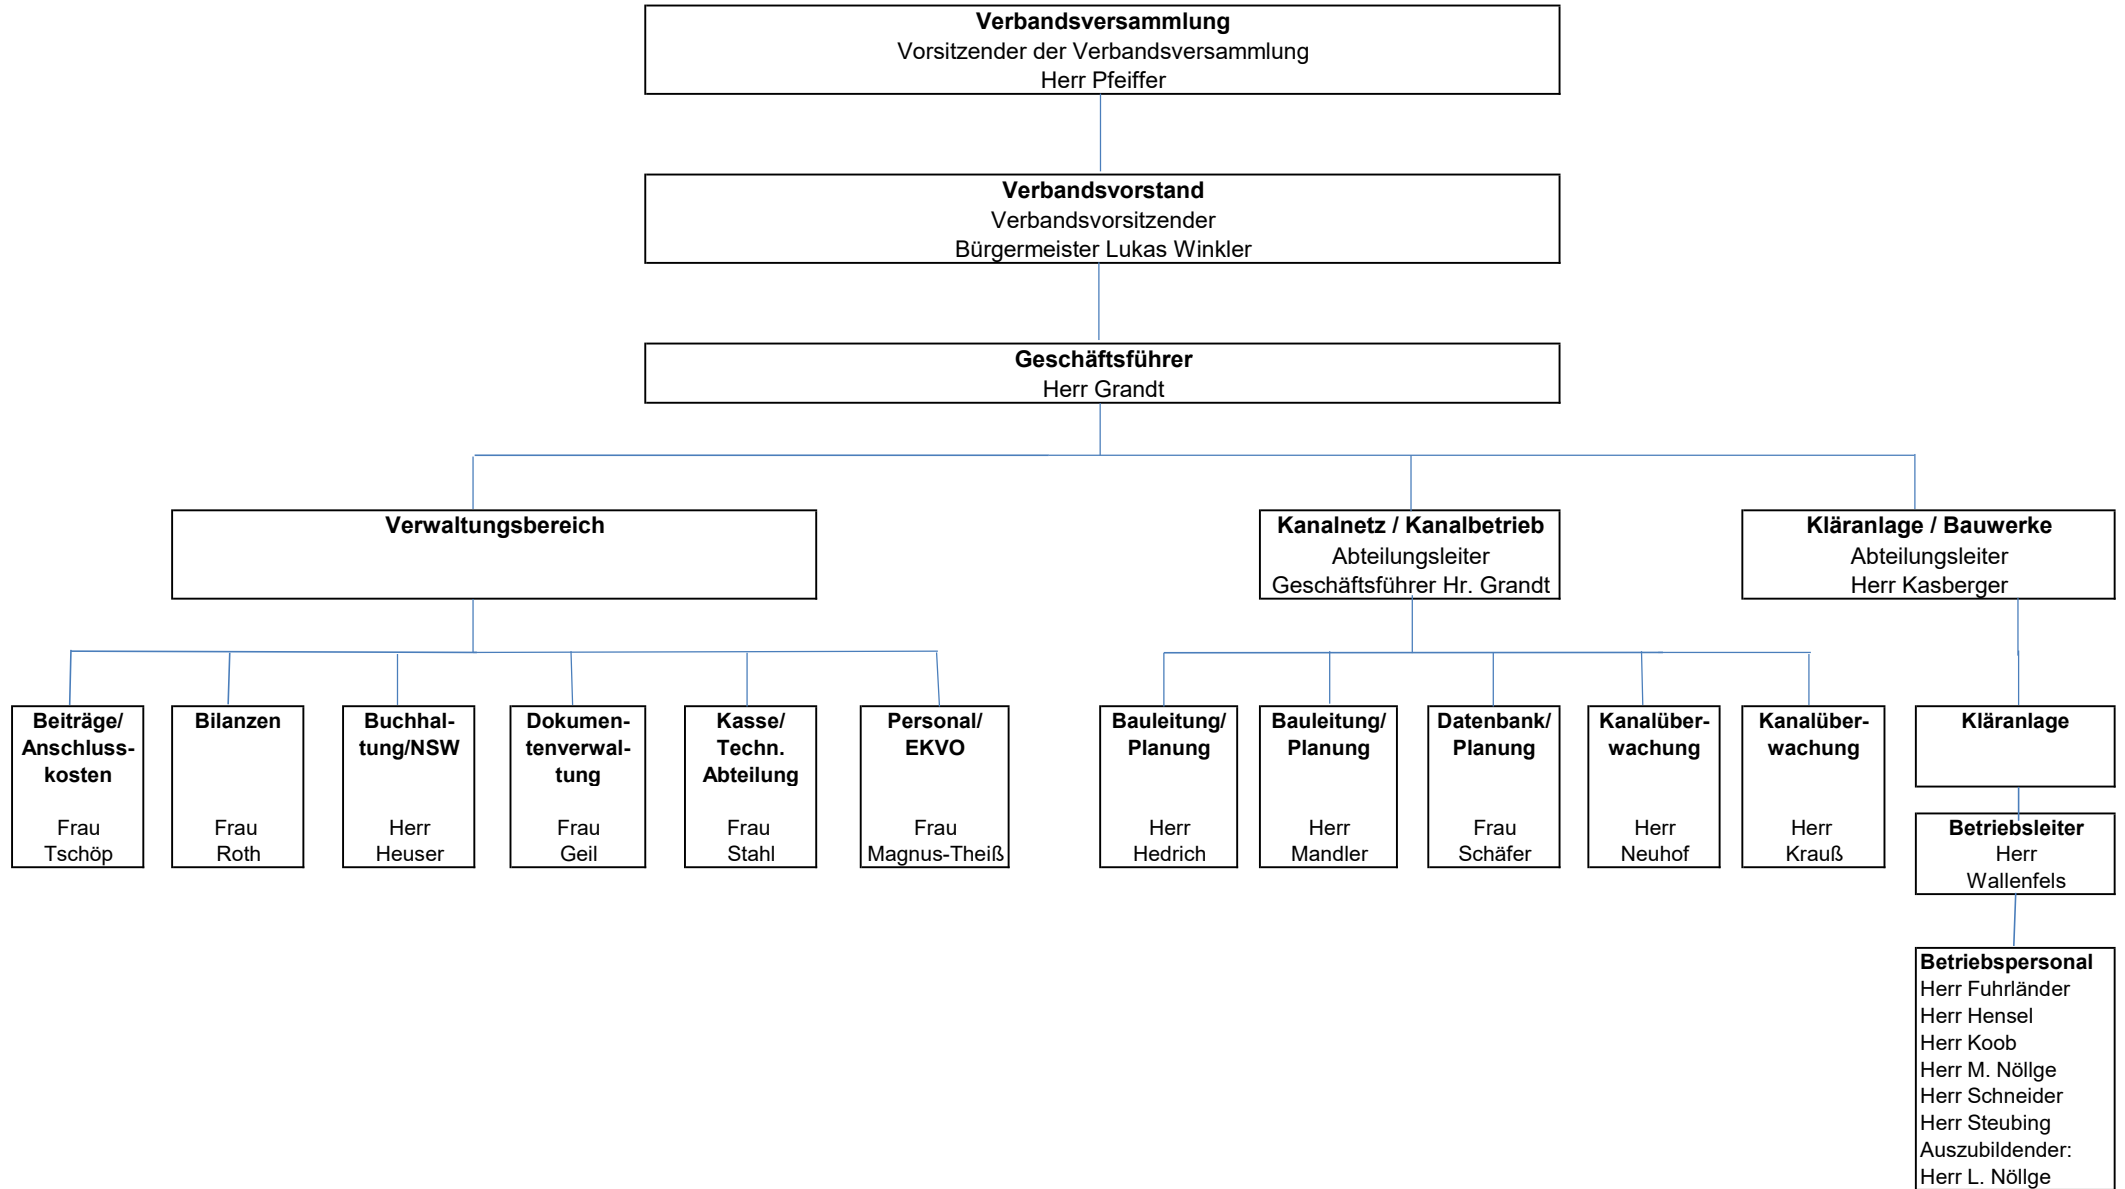 Verbandsversammlung
Vorsitzender der Verbandsversammlung
Herr Pfeiffer
Verbandsvorstand
Verbandsvorsitzender
Bürgermeister Lukas Winkler
Geschäftsführer
Herr Grandt
Verwaltungsbereich
Kanalnetz / Kanalbetrieb
Abteilungsleiter
Geschäftsführer Hr. Grandt
Kläranlage / Bauwerke
Abteilungsleiter
Herr Kasberger
Beiträge/
Anschluss-
kosten
Frau
Tschöp
Bilanzen
Frau
Roth
Buchhal-
tung/NSW
Herr
Heuser
Dokumen-
tenverwal-
tung
Frau
Geil
Kasse/
Techn.
Abteilung
Frau
Stahl
Personal/
EKVO
Frau
Magnus-Theiß
Bauleitung/
Planung
Herr
Hedrich
Bauleitung/
Planung
Herr
Mandler
Datenbank/
Planung
Frau
Schäfer
Kanalüber-
wachung
Herr
Neuhof
Kanalüber-
wachung
Herr
Krauß
Kläranlage
Betriebsleiter
Herr
Wallenfels
Betriebspersonal
Herr Fuhrländer
Herr Hensel
Herr Koob
Herr M. Nöllge
Herr Schneider
Herr Steubing
Auszubildender:
Herr L. Nöllge